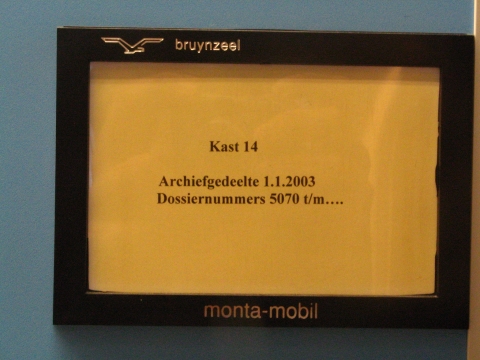 bruynzeel
Kast 14
Archiefgedeelte 1.1.2003
Dossiernummers 5070 t/m....
monta-mobil